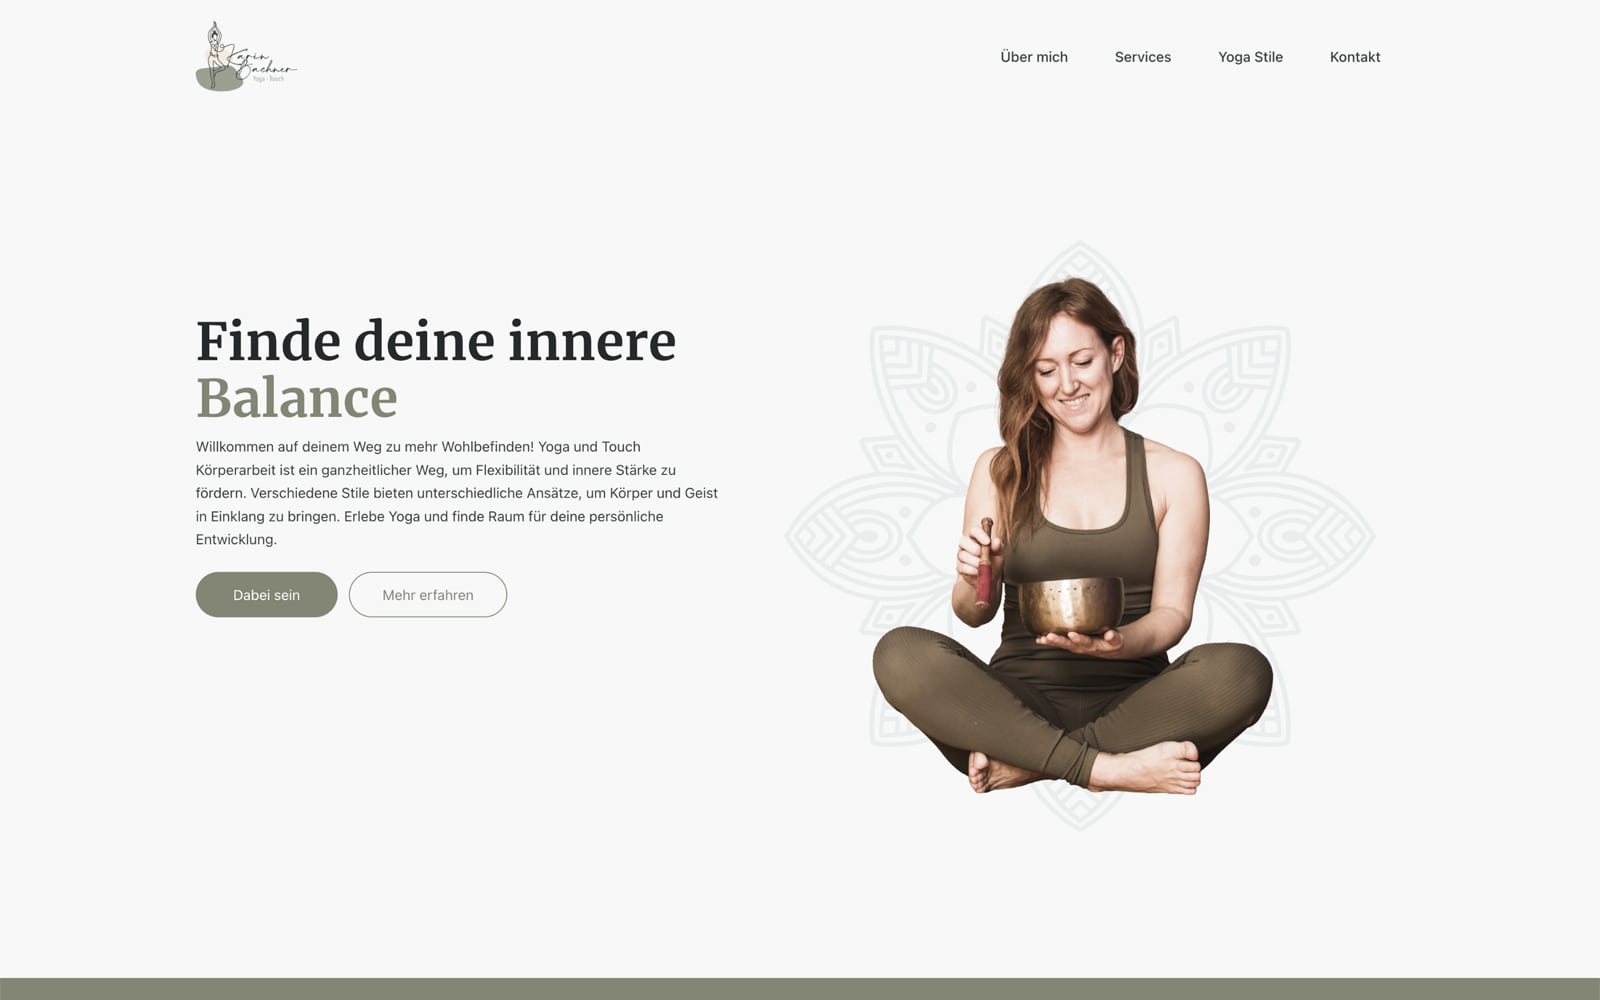 Karin
Bachner
Yoga - Touch
Über mich
Services
Yoga Stile
Kontakt
Finde deine innere
Balance
Willkommen auf deinem Weg zu mehr Wohlbefinden! Yoga und Touch
Körperarbeit ist ein ganzheitlicher Weg, um Flexibilität und innere Stärke zu
fördern. Verschiedene Stile bieten unterschiedliche Ansätze, um Körper und Geist
in Einklang zu bringen. Erlebe Yoga und finde Raum für deine persönliche
Entwicklung.
Dabei sein
Mehr erfahren